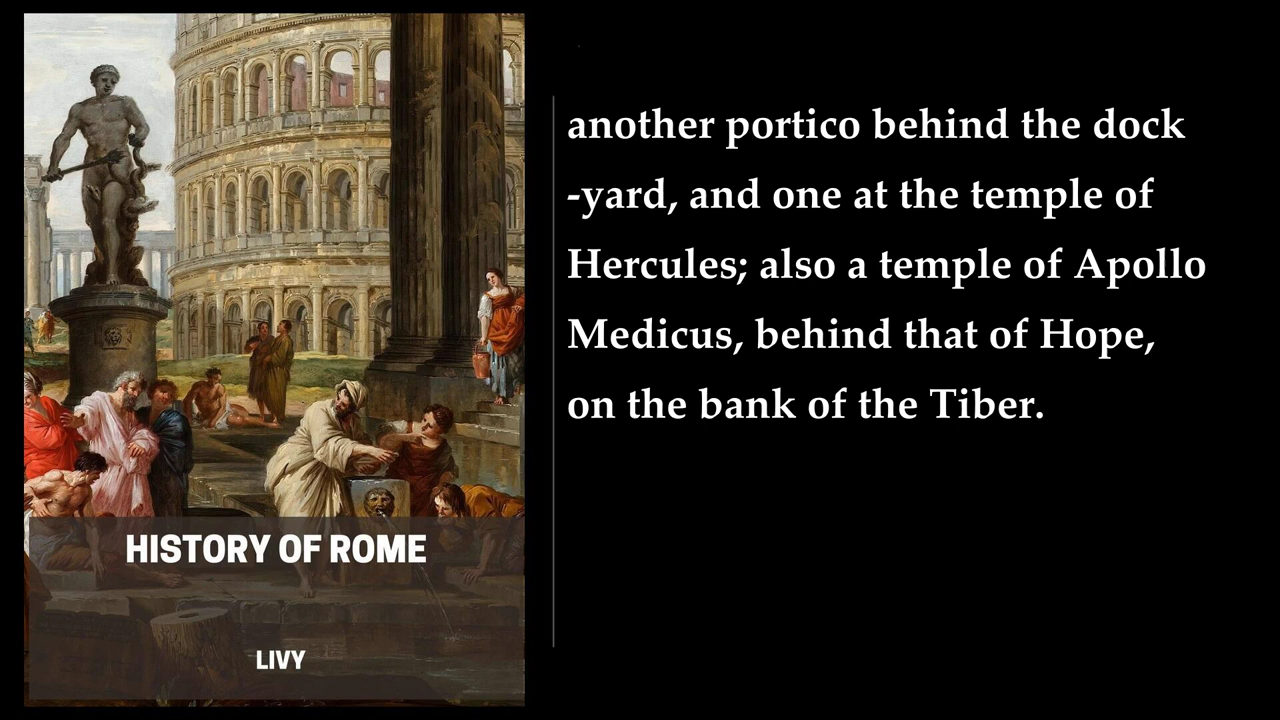 another portico behind the dock
-yard, and one at the temple of
Hercules; also a temple of Apollo
Medicus, behind that of Hope,
on the bank of the Tiber.
HISTORY OF ROME
LIVY